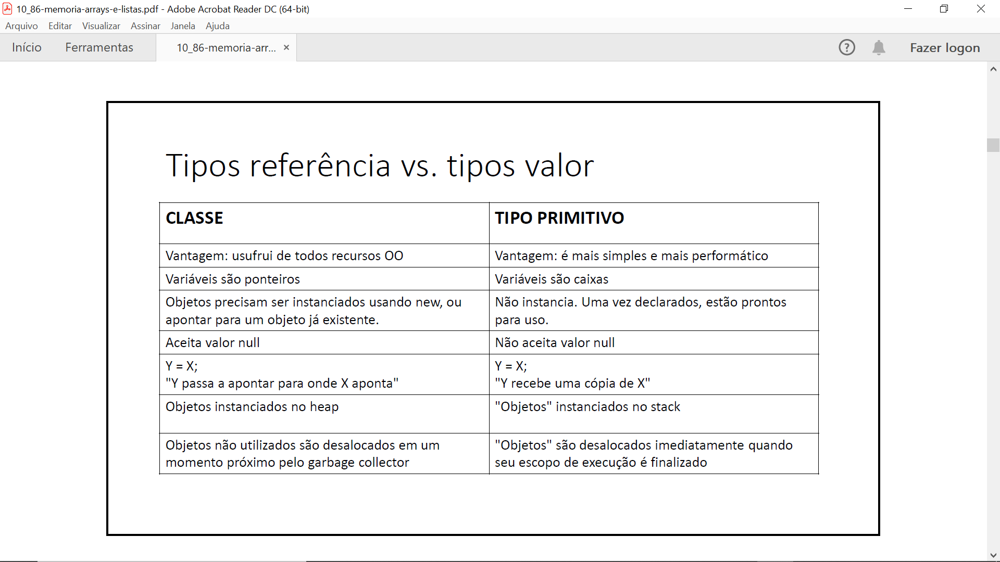 10_86-memoria-arrays-e-listas.pdf - Adobe Acrobat Reader DC (64-bit)
Arquivo Editar Visualizar Assinar Janela Ajuda
Início Ferramentas 10_86-memoria-arr... × Fazer logon
Tipos referência vs. tipos valor
CLASSE TIPO PRIMITIVO
Vantagem: usufrui de todos recursos OO Vantagem: é mais simples e mais performático
Variáveis são ponteiros Variáveis são caixas
Objetos precisam ser instanciados usando new, ou Não instancia. Uma vez declarados, estão prontos
apontar para um objeto já existente. para uso.
Aceita valor null Não aceita valor null
Y = X; Y = X;
"Y passa a apontar para onde X aponta" "Y recebe uma cópia de X"
Objetos instanciados no heap "Objetos" instanciados no stack
Objetos não utilizados são desalocados em um "Objetos" são desalocados imediatamente quando
momento próximo pelo garbage collector seu escopo de execução é finalizado